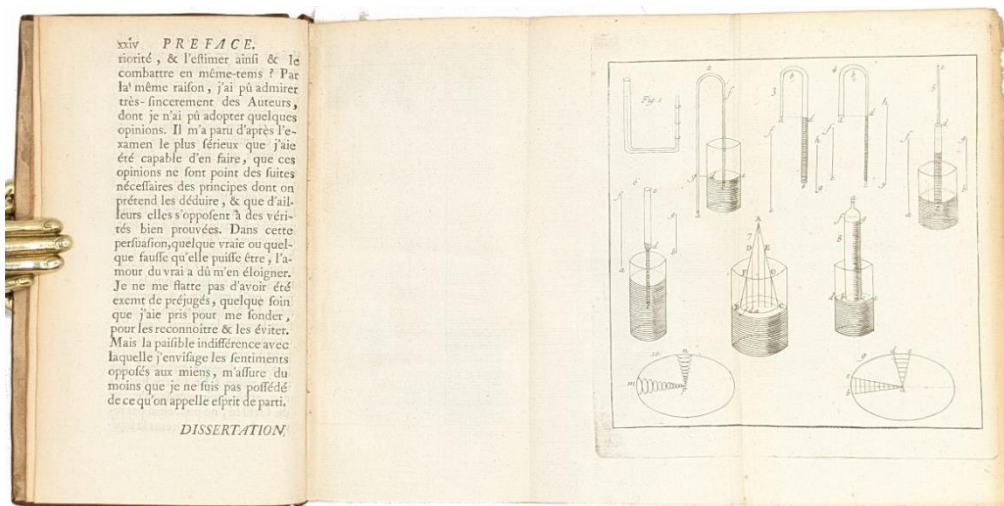 xxiv PREFACE.
riorité, & l'estimer ainsi & le
combattre en même-tems ? Par
la même raison, j'ai pû admirer
très-sincerement des Auteurs,
dont je n'ai pû adopter quelques
opinions. Il m'a paru d'après l'e-
xamen le plus sérieux que j'aie
été capable d'en faire, que ces
opinions ne sont point des suites
nécessaires des principes dont on
prétend les déduire, & que d'ail-
leurs elles s'opposent à des véri-
tés bien prouvées. Dans cette
persuasion, quelque vraie ou quel-
que fausse qu'elle puisse être, l'a-
mour du vrai a dû m'en éloigner.
Je ne me flatte pas d'avoir été
exemt de préjugés, quelque soin
que j'aie pris pour me sonder,
pour les reconnoître & les éviter.
Mais la paisible indifférence avec
laquelle j'envisage les sentimens
opposés aux miens, m'assure du
moins que je ne suis pas possédé
de ce qu'on appelle esprit de parti.
DISSERTATION,
Fig. 1
2
3
4
5
6
7
8
9
10
A
D E